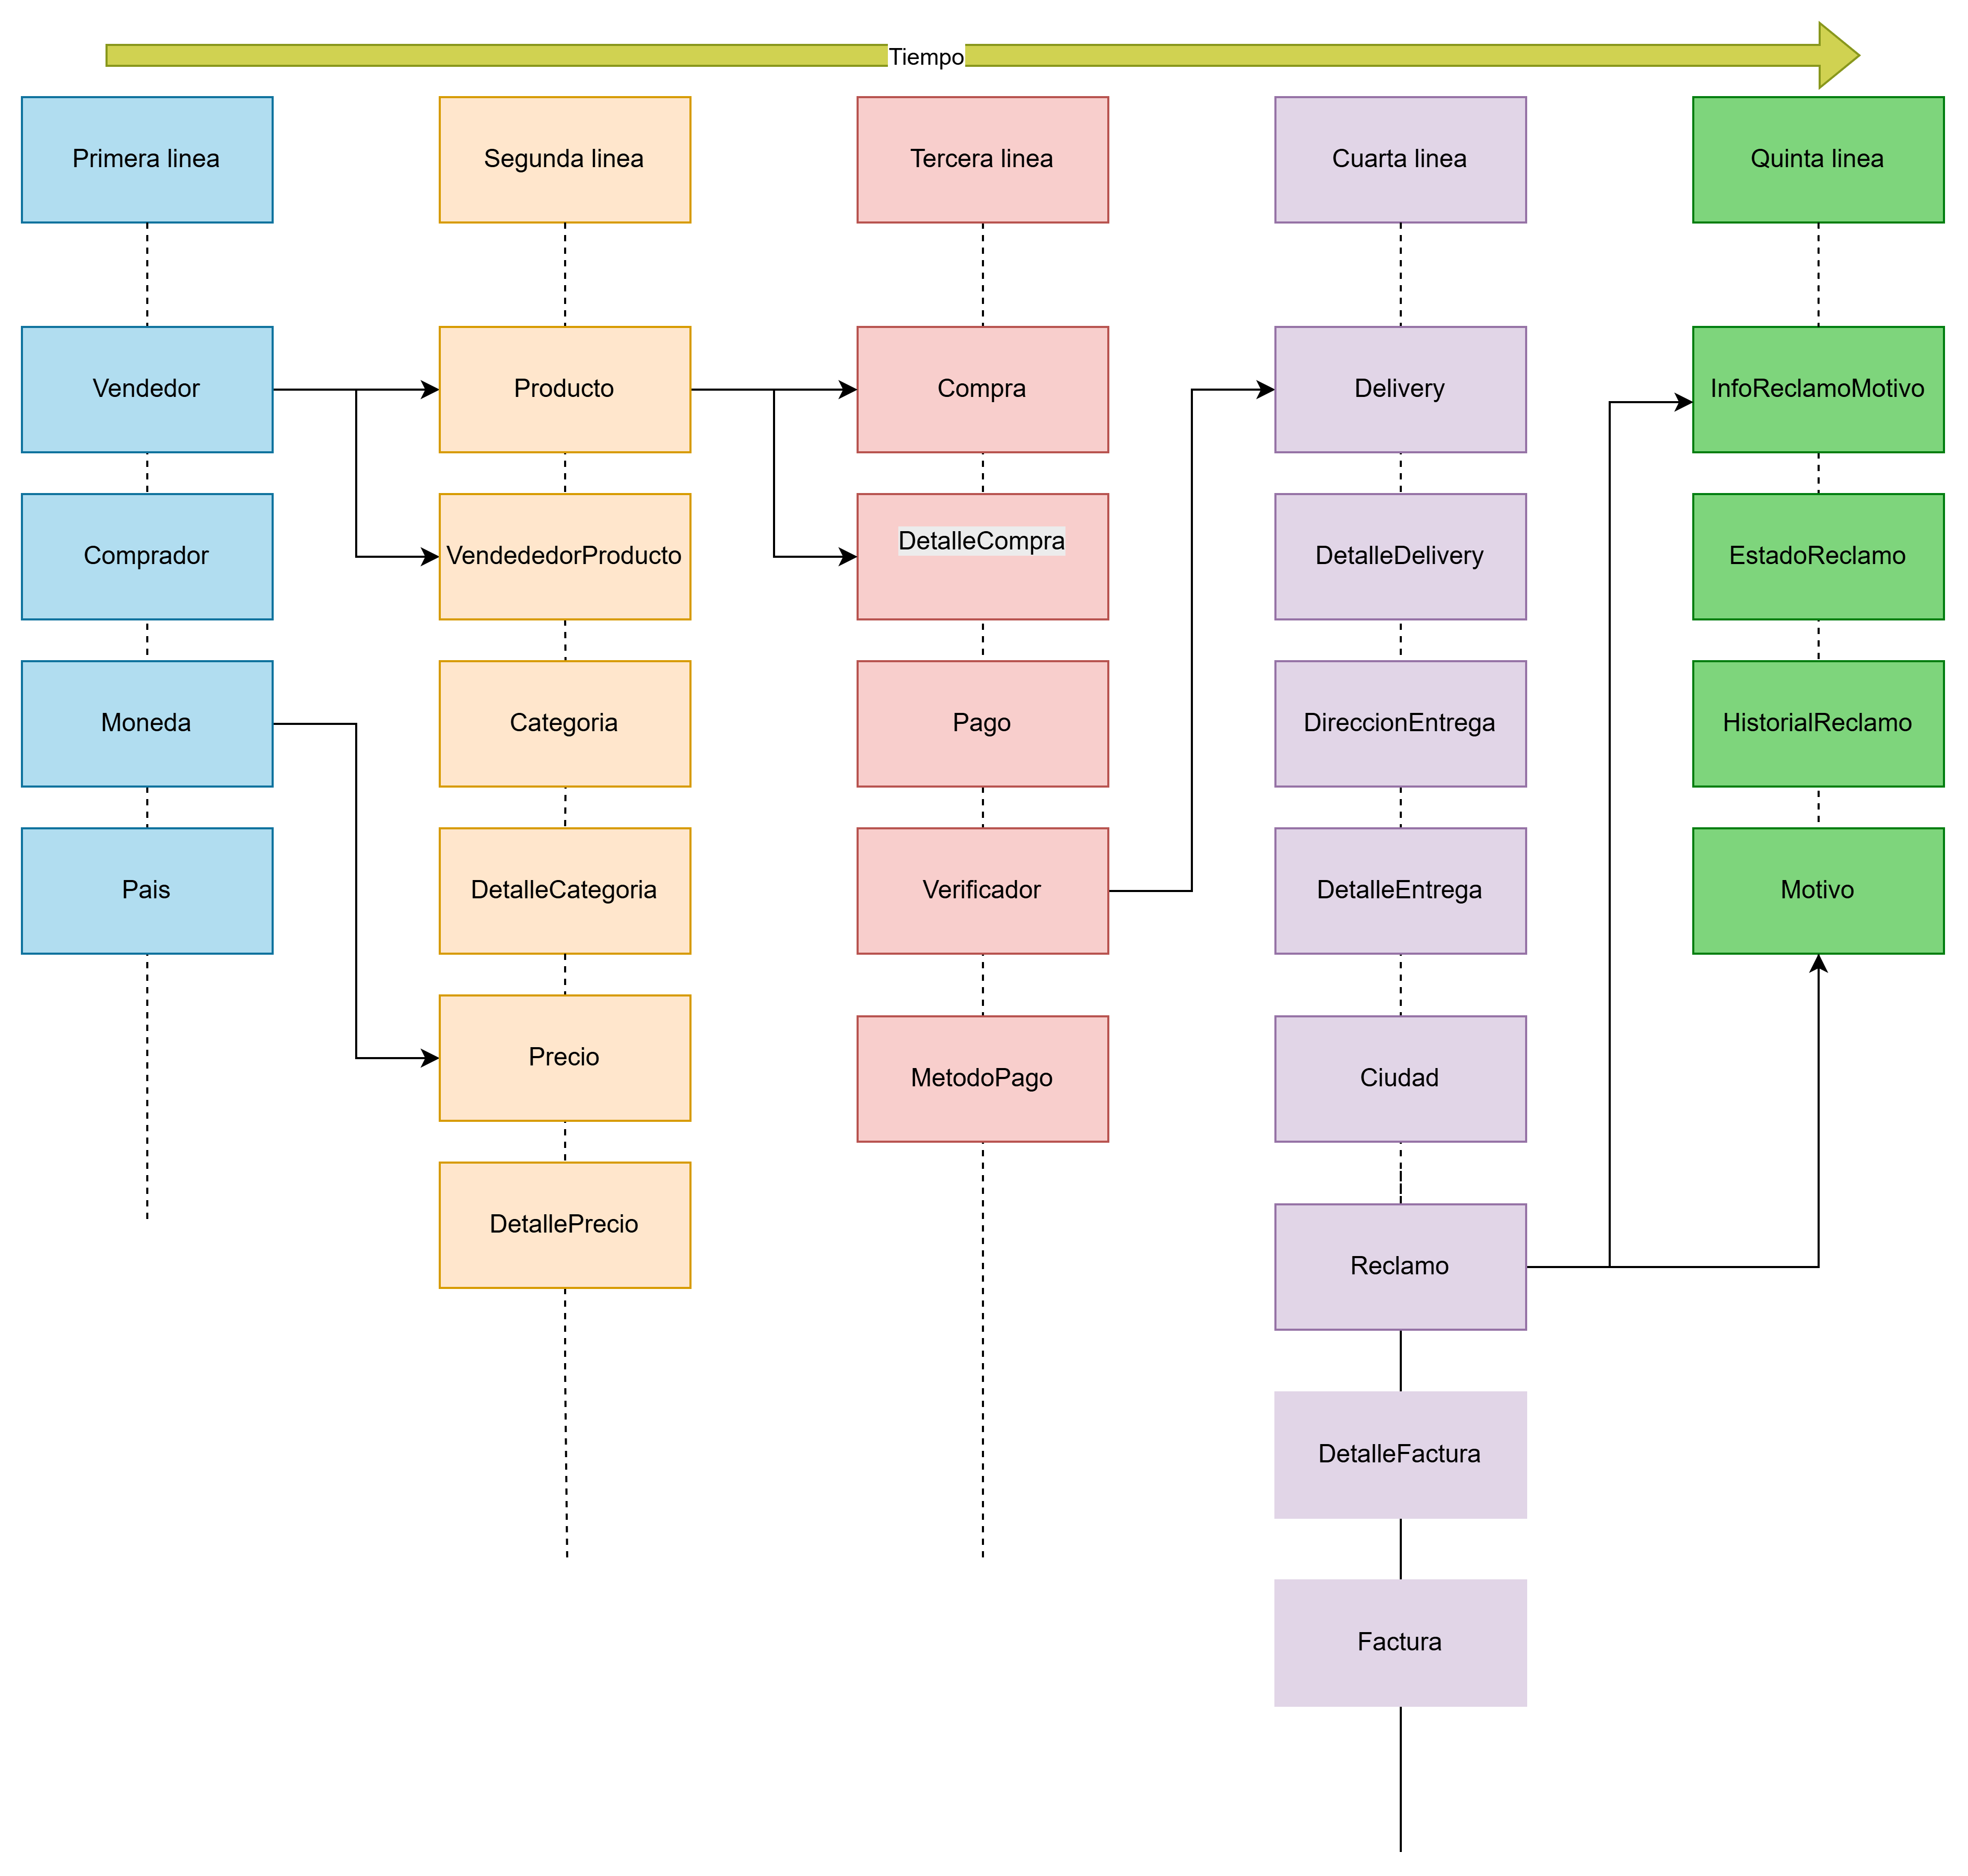 Tiempo
Primera linea
Segunda linea
Tercera linea
Cuarta linea
Quinta linea
Vendedor
Producto
Compra
Delivery
InfoReclamoMotivo
Comprador
VendededorProducto
DetalleCompra
DetalleDelivery
EstadoReclamo
Moneda
Categoria
Pago
DireccionEntrega
HistorialReclamo
Pais
DetalleCategoria
Verificador
DetalleEntrega
Motivo
Precio
MetodoPago
Ciudad
DetallePrecio
Reclamo
DetalleFactura
Factura